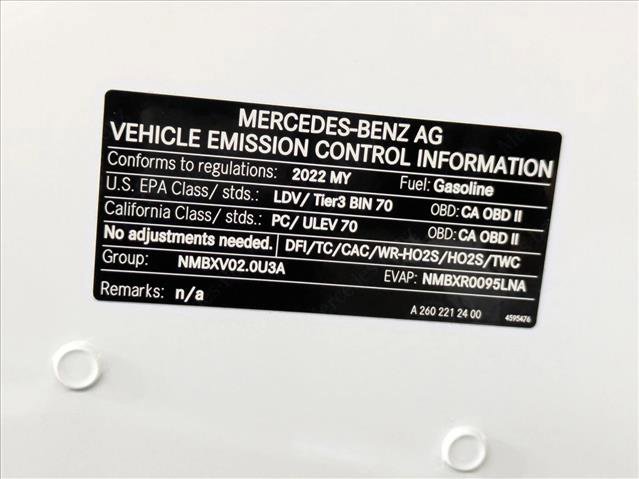 MERCEDES-BENZ AG
VEHICLE EMISSION CONTROL INFORMATION
Conforms to regulations: 2022 MY Fuel: Gasoline
U.S. EPA Class/ stds.: LDV/ Tier3 BIN 70 OBD: CA OBD II
California Class/ stds.: PC/ ULEV 70 OBD: CA OBD II
No adjustments needed. DFI/TC/CAC/WR-HO2S/HO2S/TWC
Group: NMBXV02.0U3A EVAP: NMBXR0095LNA
Remarks: n/a
A 260 221 24 00 4595476